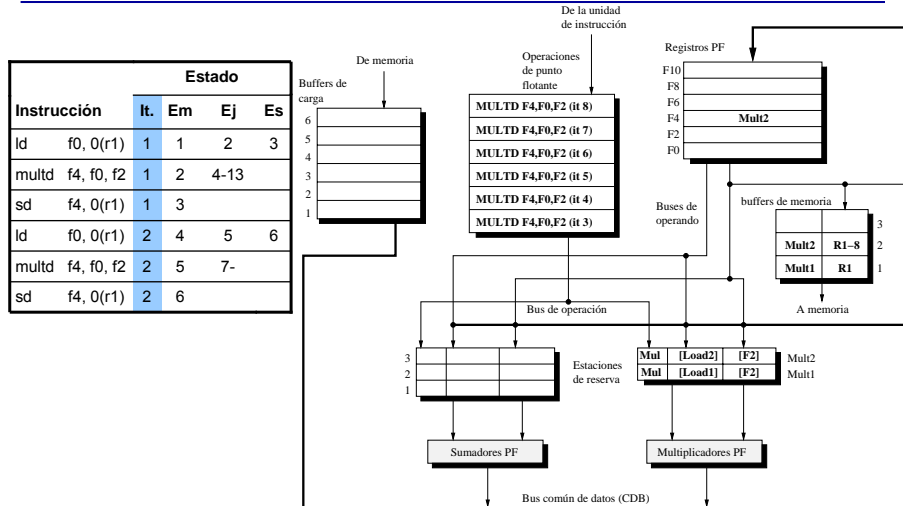 Estado
Instrucción It. Em Ej Es
ld f0, 0(r1) 1 1 2 3
multd f4, f0, f2 1 2 4-13
sd f4, 0(r1) 1 3
ld f0, 0(r1) 2 4 5 6
multd f4, f0, f2 2 5 7-
sd f4, 0(r1) 2 6
De memoria
Buffers de
carga
6
5
4
3
2
1
De la unidad
de instrucción
Operaciones
de punto
flotante
MULTD F4,F0,F2 (it 8)
MULTD F4,F0,F2 (it 7)
MULTD F4,F0,F2 (it 6)
MULTD F4,F0,F2 (it 5)
MULTD F4,F0,F2 (it 4)
MULTD F4,F0,F2 (it 3)
Registros PF
F10
F8
F6
F4 Mult2
F2
F0
Buses de
operando
buffers de memoria
3
Mult2 R1–8 2
Mult1 R1 1
A memoria
Bus de operación
3
2
1
Estaciones
de reserva
Mul [Load2] [F2] Mult2
Mul [Load1] [F2] Mult1
Sumadores PF
Multiplicadores PF
Bus común de datos (CDB)